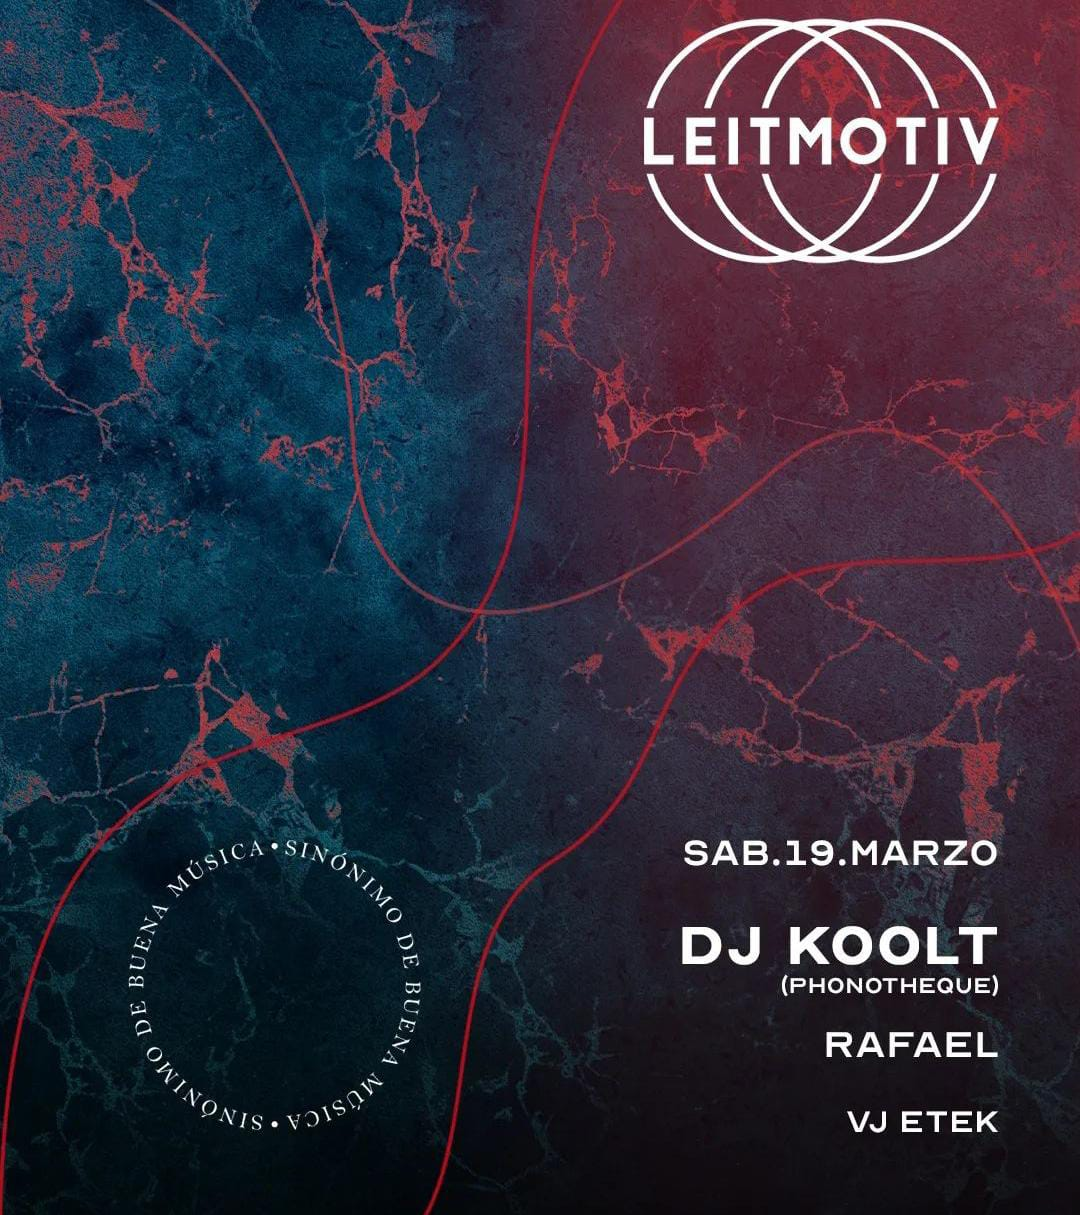 LEITMOTIV
SAB.19.MARZO
DJ KOOLT
(PHONOTHEQUE)
RAFAEL
VJ ETEK
SINÓNIMO DE BUENA MÚSICA • SINÓNIMO DE BUENA MÚSICA •